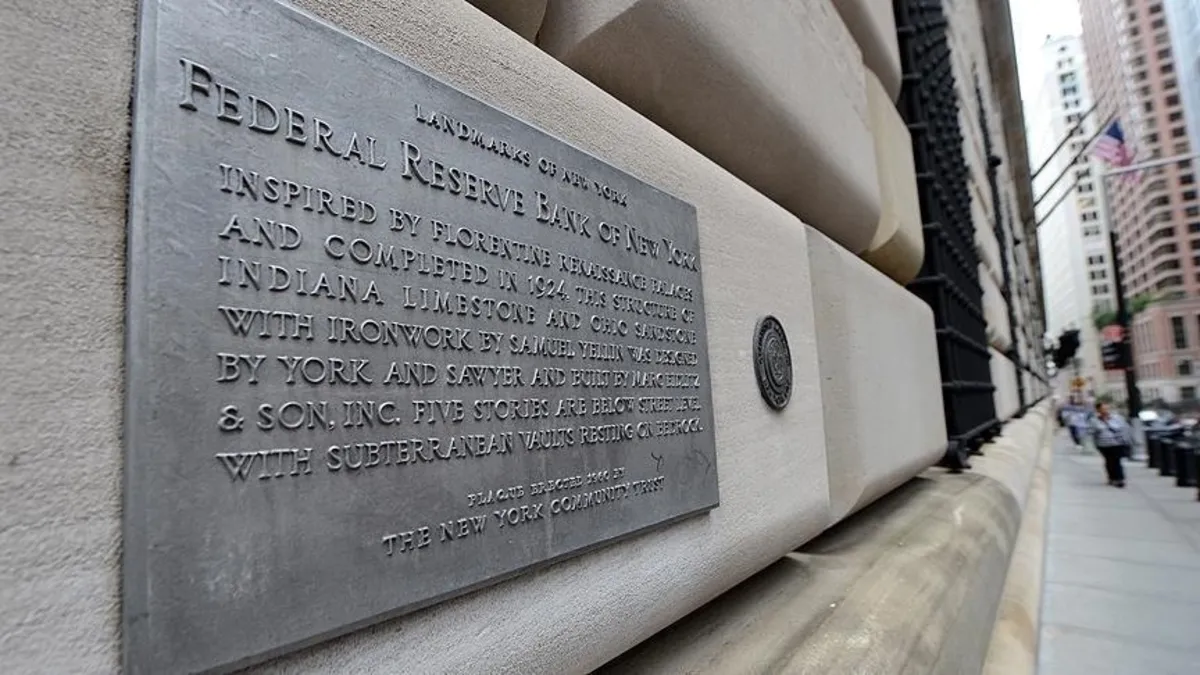 LANDMARKS OF NEW YORK
FEDERAL RESERVE BANK OF NEW YORK
INSPIRED BY FLORENTINE RENAISSANCE PALACES
AND COMPLETED IN 1924, THIS STRUCTURE OF
INDIANA LIMESTONE AND OHIO SANDSTONE
WITH IRONWORK BY SAMUEL YELLIN WAS DESIGNED
BY YORK AND SAWYER AND BUILT BY MARC EIDLITZ
& SON, INC. FIVE STORIES ARE BELOW STREET LEVEL
WITH SUBTERRANEAN VAULTS RESTING ON BEDROCK.
PLAQUE ERECTED 1960 BY
THE NEW YORK COMMUNITY TRUST